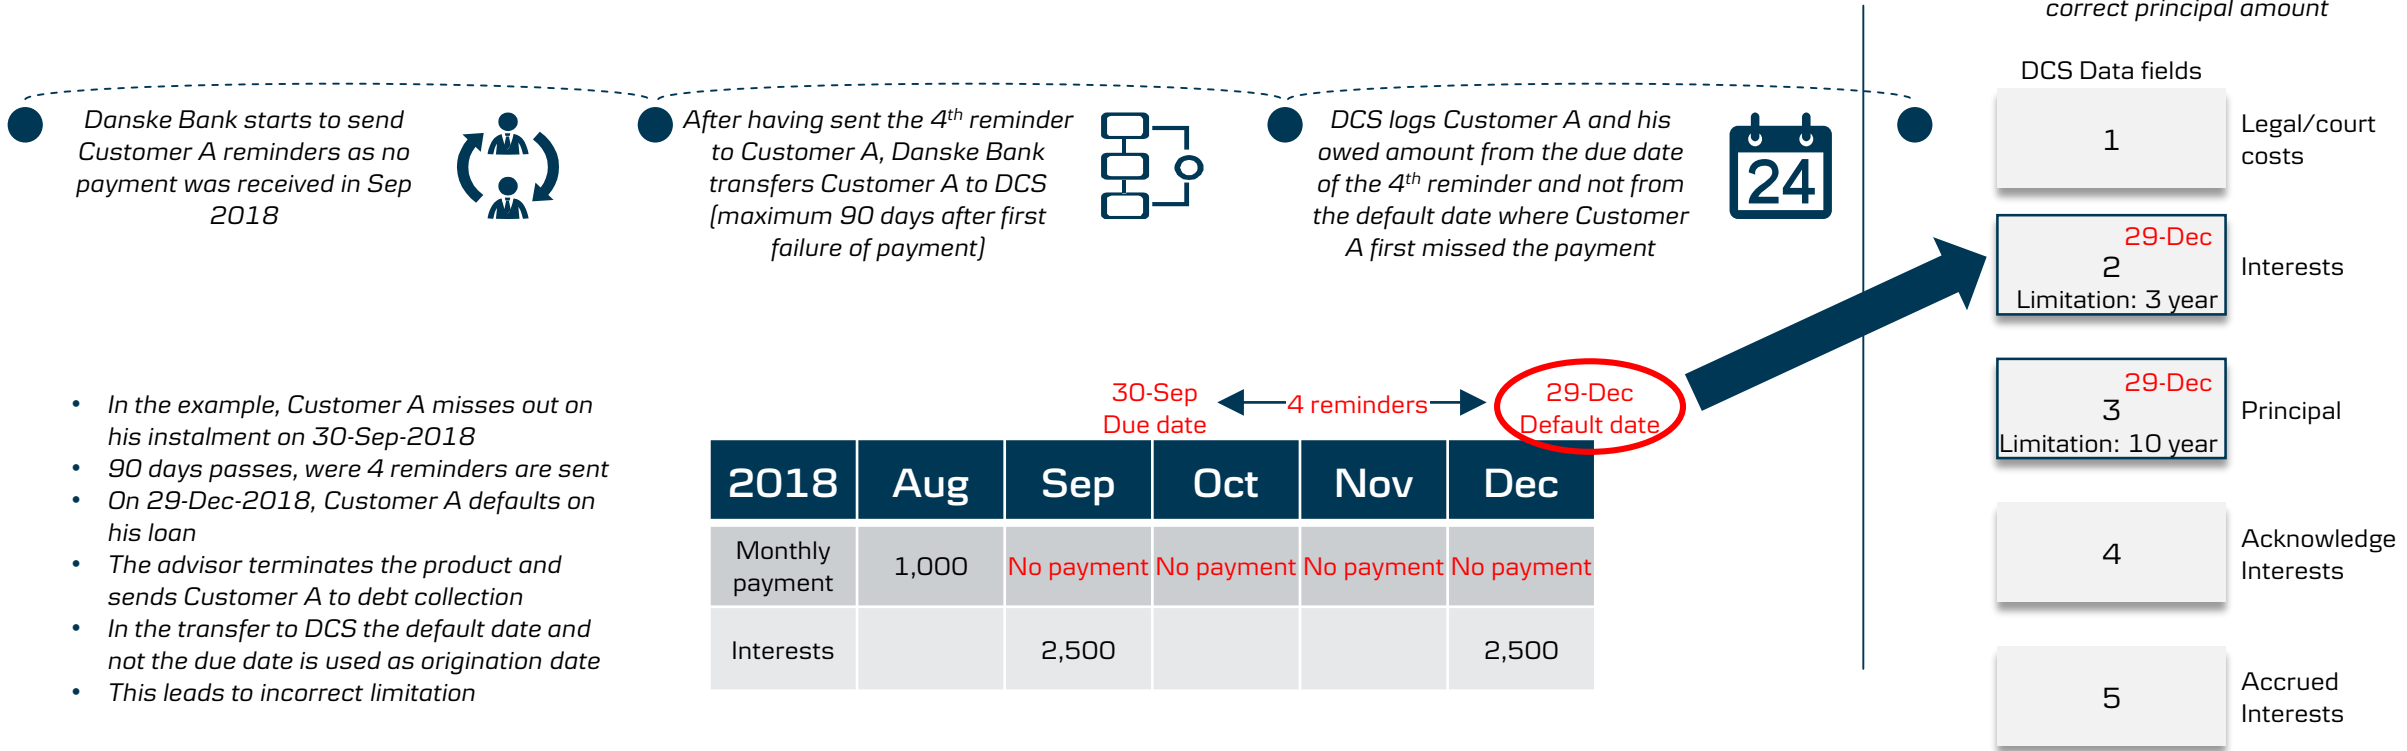 correct principal amount
DCS Data fields
Danske Bank starts to send
Customer A reminders as no
payment was received in Sep
2018
After having sent the 4th reminder
to Customer A, Danske Bank
transfers Customer A to DCS
(maximum 90 days after first
failure of payment)
DCS logs Customer A and his
owed amount from the due date
of the 4th reminder and not from
the default date where Customer
A first missed the payment
24
1
Legal/court
costs
29-Dec
2
Limitation: 3 year
Interests
29-Dec
3
Limitation: 10 year
Principal
4
Acknowledge
Interests
5
Accrued
Interests
• In the example, Customer A misses out on
his instalment on 30-Sep-2018
• 90 days passes, were 4 reminders are sent
• On 29-Dec-2018, Customer A defaults on
his loan
• The advisor terminates the product and
sends Customer A to debt collection
• In the transfer to DCS the default date and
not the due date is used as origination date
• This leads to incorrect limitation
30-Sep
Due date
4 reminders
29-Dec
Default date
2018 Aug Sep Oct Nov Dec
Monthly
payment
1,000 No payment No payment No payment No payment
Interests 2,500 2,500